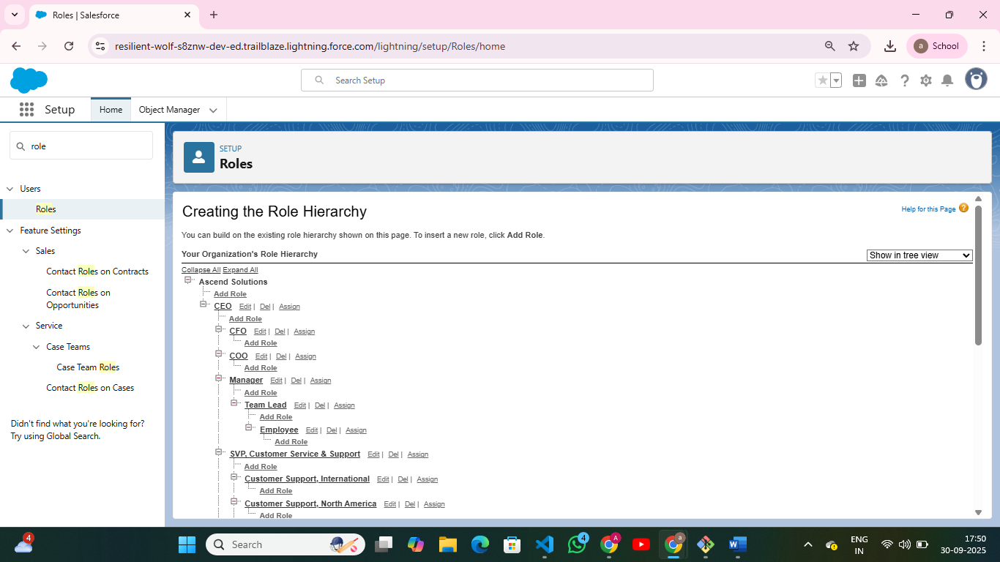 Roles | Salesforce
resilient-wolf-s8znw-dev-ed.trailblaze.lightning.force.com/lightning/setup/Roles/home
a School
Search Setup
Setup Home Object Manager
role
Users
Roles
Feature Settings
Sales
Contact Roles on Contracts
Contact Roles on
Opportunities
Service
Case Teams
Case Team Roles
Contact Roles on Cases
Didn't find what you're looking for?
Try using Global Search.
SETUP
Roles
Creating the Role Hierarchy
Help for this Page ?
You can build on the existing role hierarchy shown on this page. To insert a new role, click Add Role.
Your Organization's Role Hierarchy
Show in tree view
Collapse All Expand All
Ascend Solutions
Add Role
CEO Edit | Del | Assign
Add Role
CFO Edit | Del | Assign
Add Role
COO Edit | Del | Assign
Add Role
Manager Edit | Del | Assign
Add Role
Team Lead Edit | Del | Assign
Add Role
Employee Edit | Del | Assign
Add Role
SVP, Customer Service & Support Edit | Del | Assign
Add Role
Customer Support, International Edit | Del | Assign
Add Role
Customer Support, North America Edit | Del | Assign
Add Role
4
Search
4
A
a
ENG
IN
17:50
30-09-2025